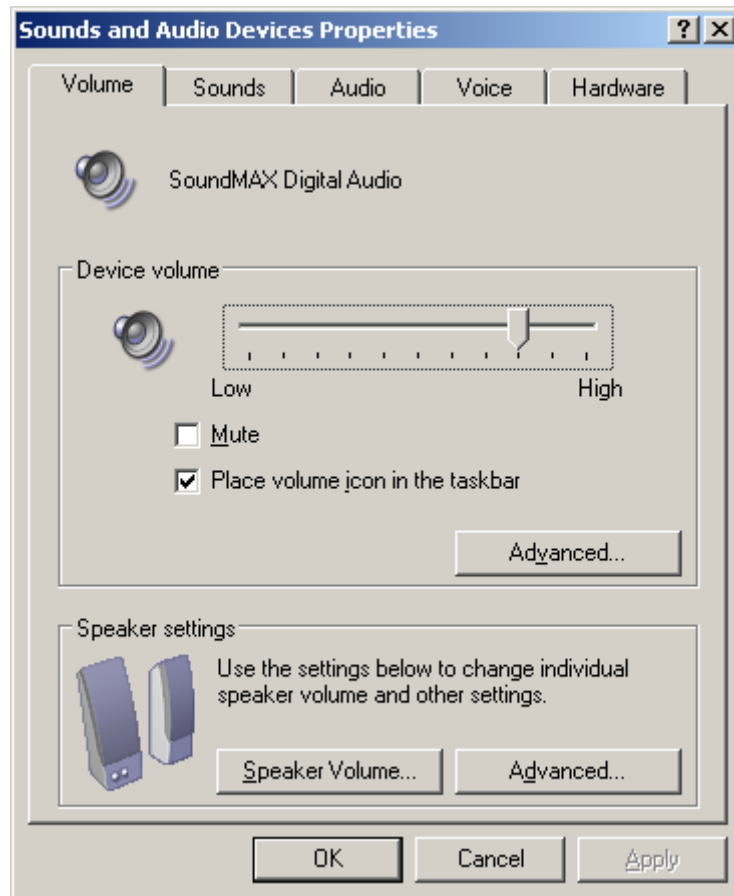 Sounds and Audio Devices Properties
Volume
Sounds
Audio
Voice
Hardware
SoundMAX Digital Audio
Device volume
Low
High
Mute
Place volume icon in the taskbar
Advanced...
Speaker settings
Use the settings below to change individual
speaker volume and other settings.
Speaker Volume...
Advanced...
OK
Cancel
Apply